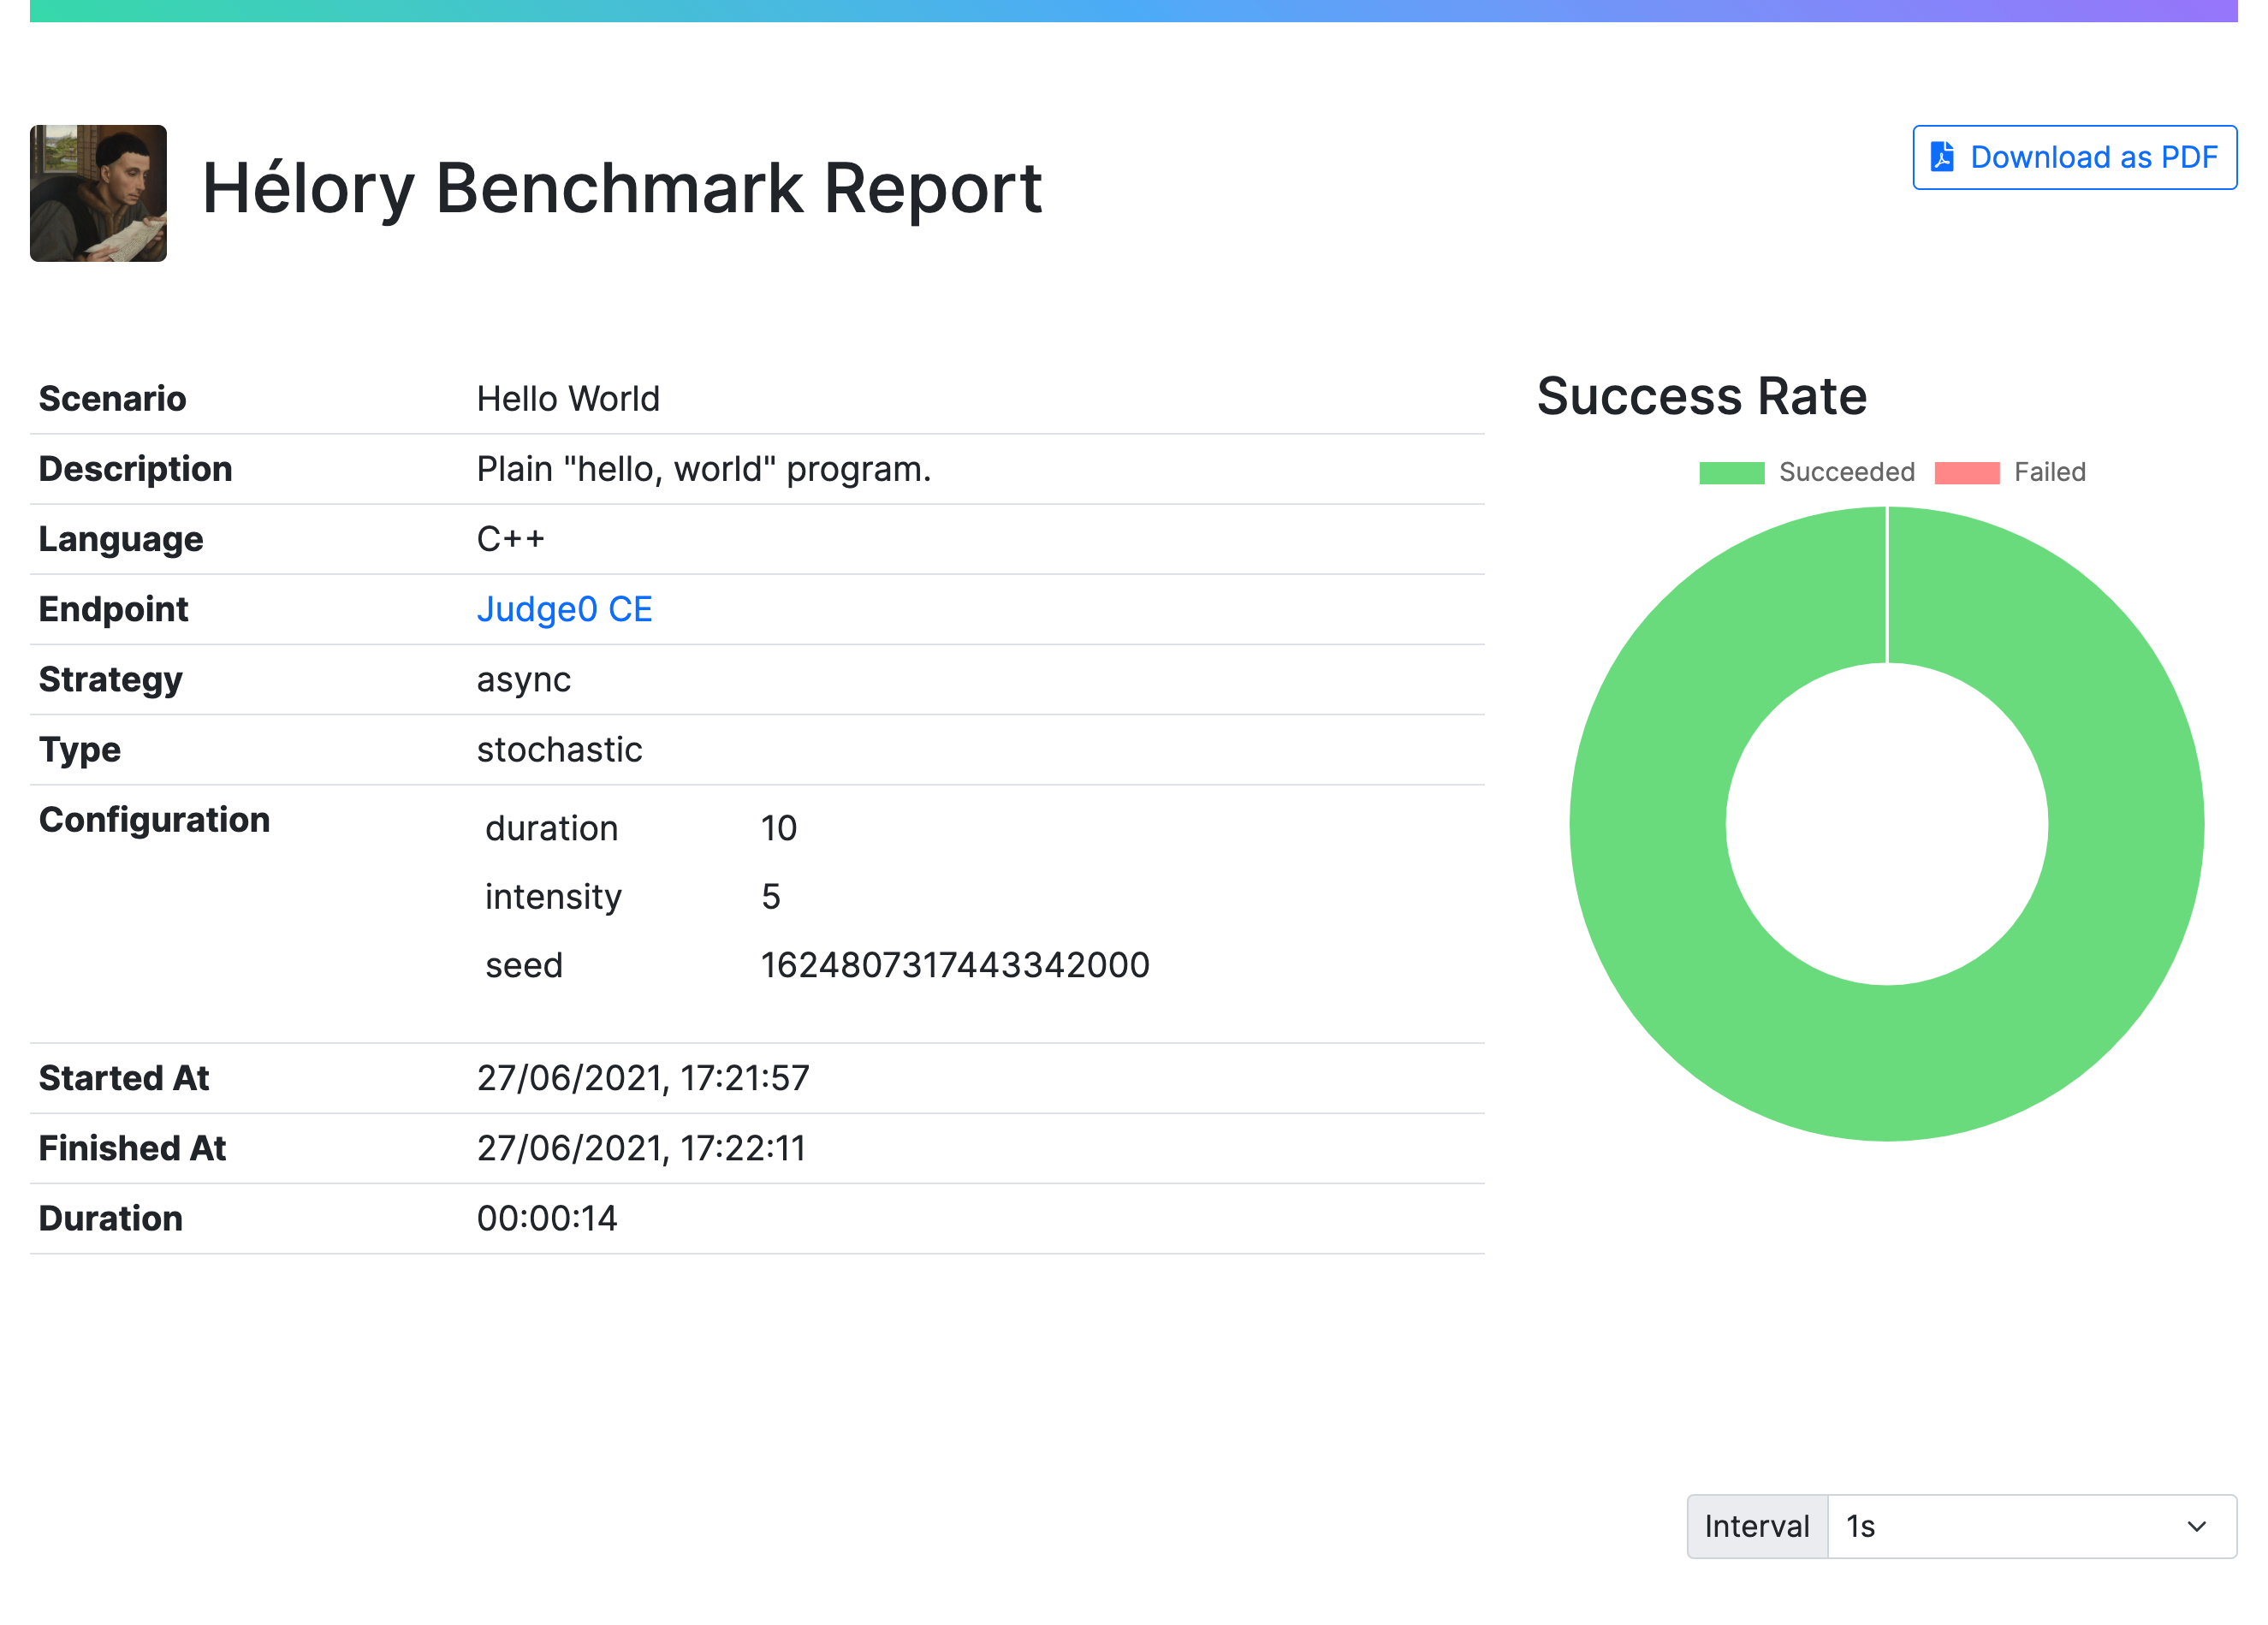 Hélory Benchmark Report
Download as PDF
Scenario Hello World
Description Plain "hello, world" program.
Language C++
Endpoint Judge0 CE
Strategy async
Type stochastic
Configuration
duration 10
intensity 5
seed 1624807317443342000
Started At 27/06/2021, 17:21:57
Finished At 27/06/2021, 17:22:11
Duration 00:00:14
Success Rate
Succeeded Failed
Interval 1s